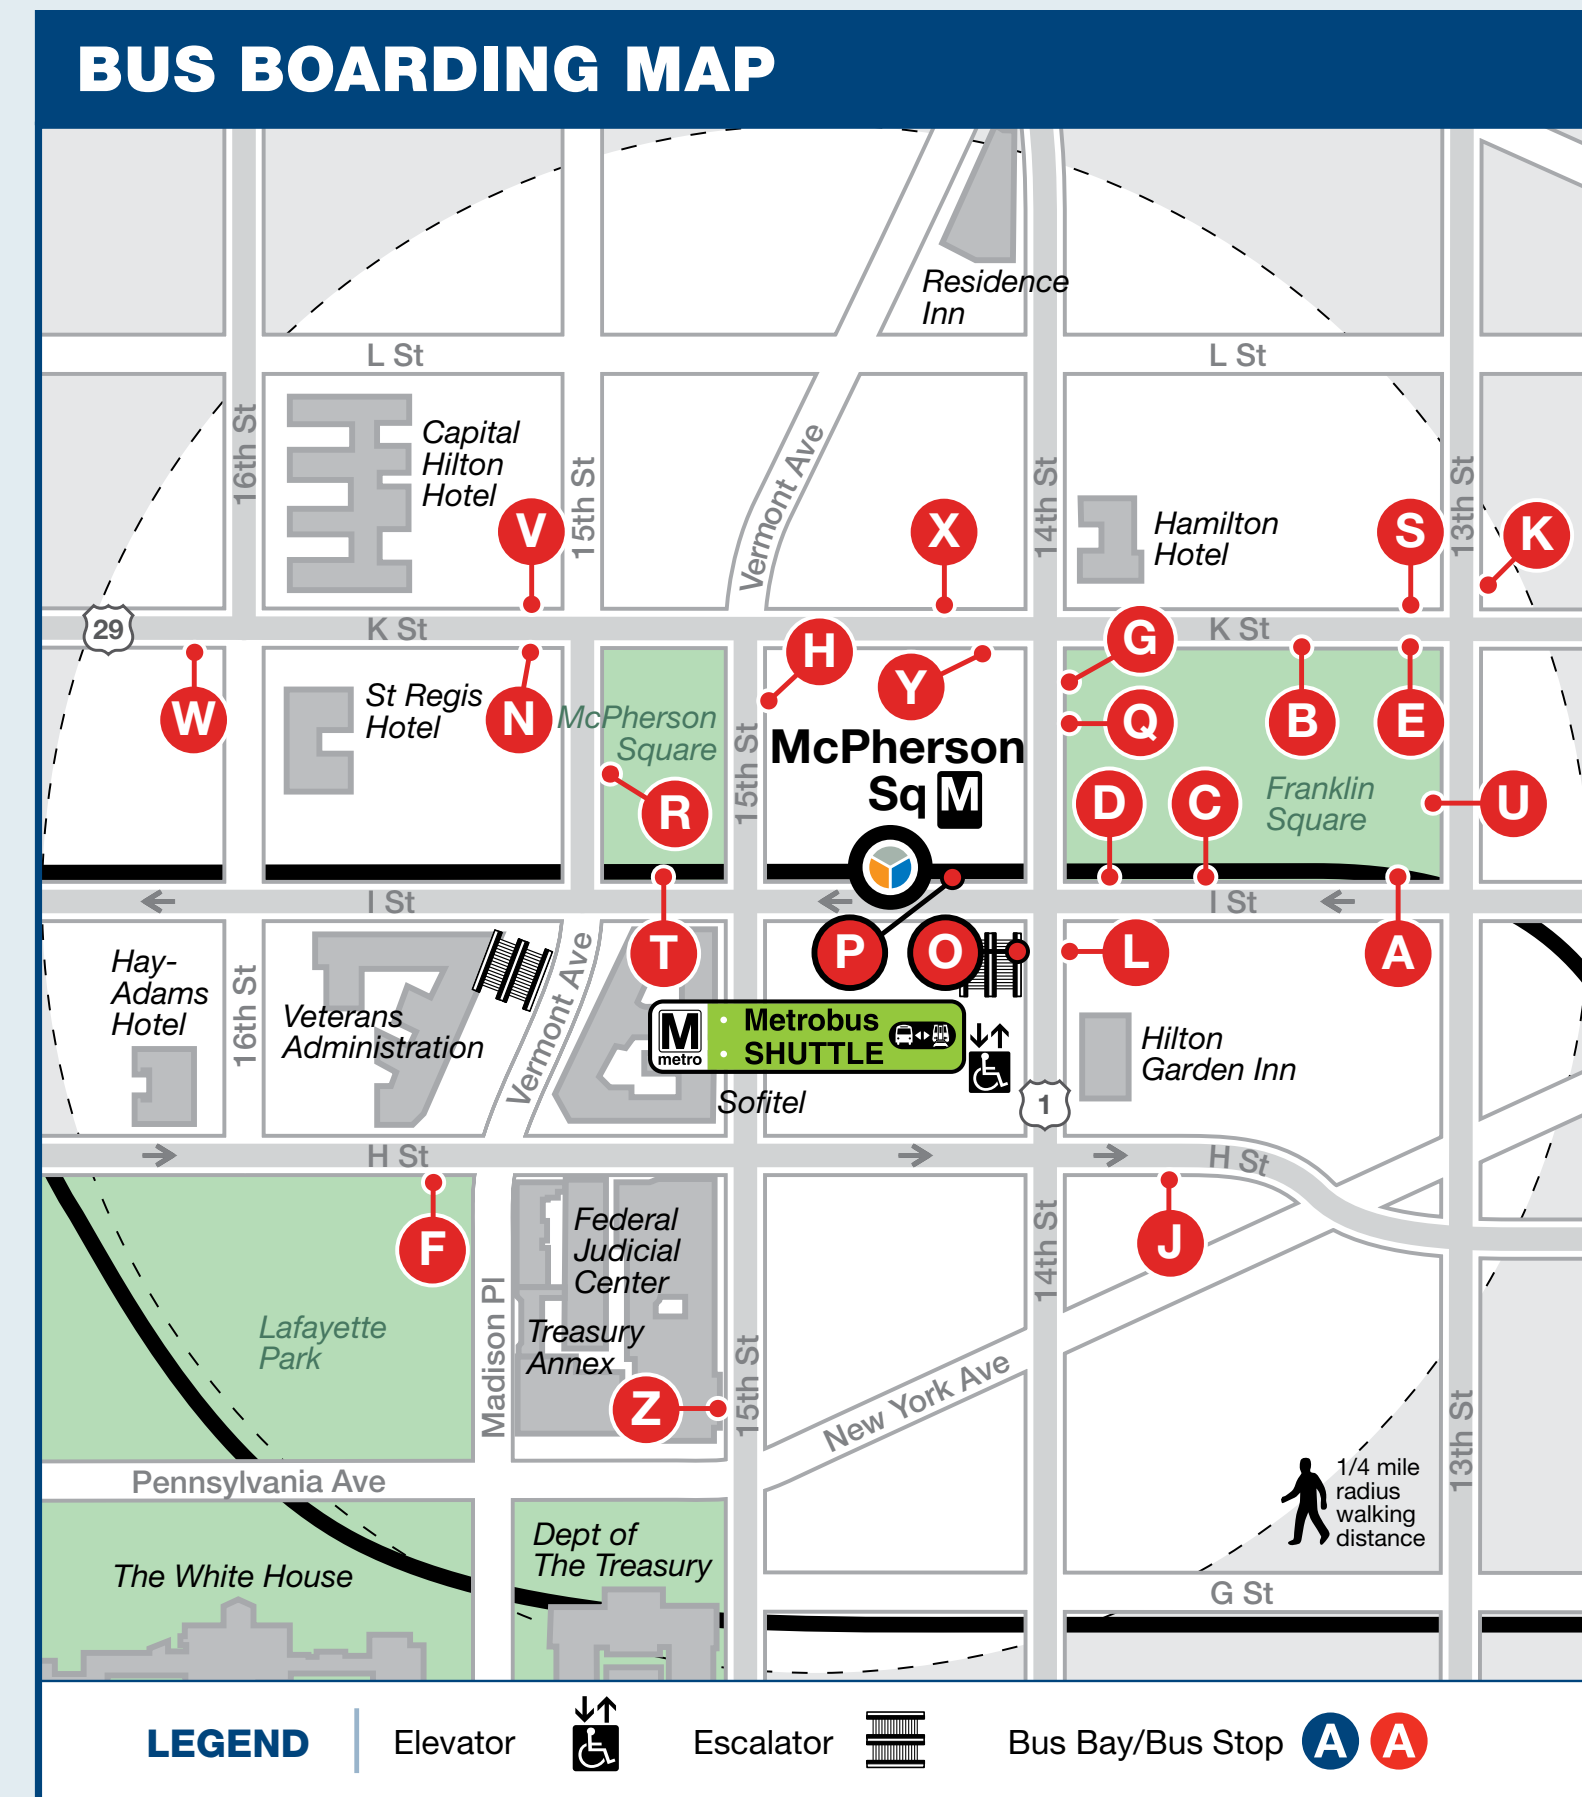 BUS BOARDING MAP
Residence
Inn
L St
L St
16th St
Capital
Hilton
Hotel
15th St
Vermont Ave
14th St
13th St
V
X
Hamilton
Hotel
S
K
29
K St
K St
H
G
Y
W
St Regis
Hotel
N
McPherson
Square
15th St
McPherson
Sq M
Q
B
E
R
D
C
Franklin
Square
U
I St
I St
T
P
O
L
A
Hay-
Adams
Hotel
16th St
Veterans
Administration
Vermont Ave
M
metro
• Metrobus
• SHUTTLE
Sofitel
Hilton
Garden Inn
1
H St
H St
F
J
Federal
Judicial
Center
14th St
Madison Pl
Lafayette
Park
Treasury
Annex
Z
15th St
New York Ave
13th St
Pennsylvania Ave
1/4 mile
radius
walking
distance
Dept of
The Treasury
The White House
G St
LEGEND
Elevator
Escalator
Bus Bay/Bus Stop A A